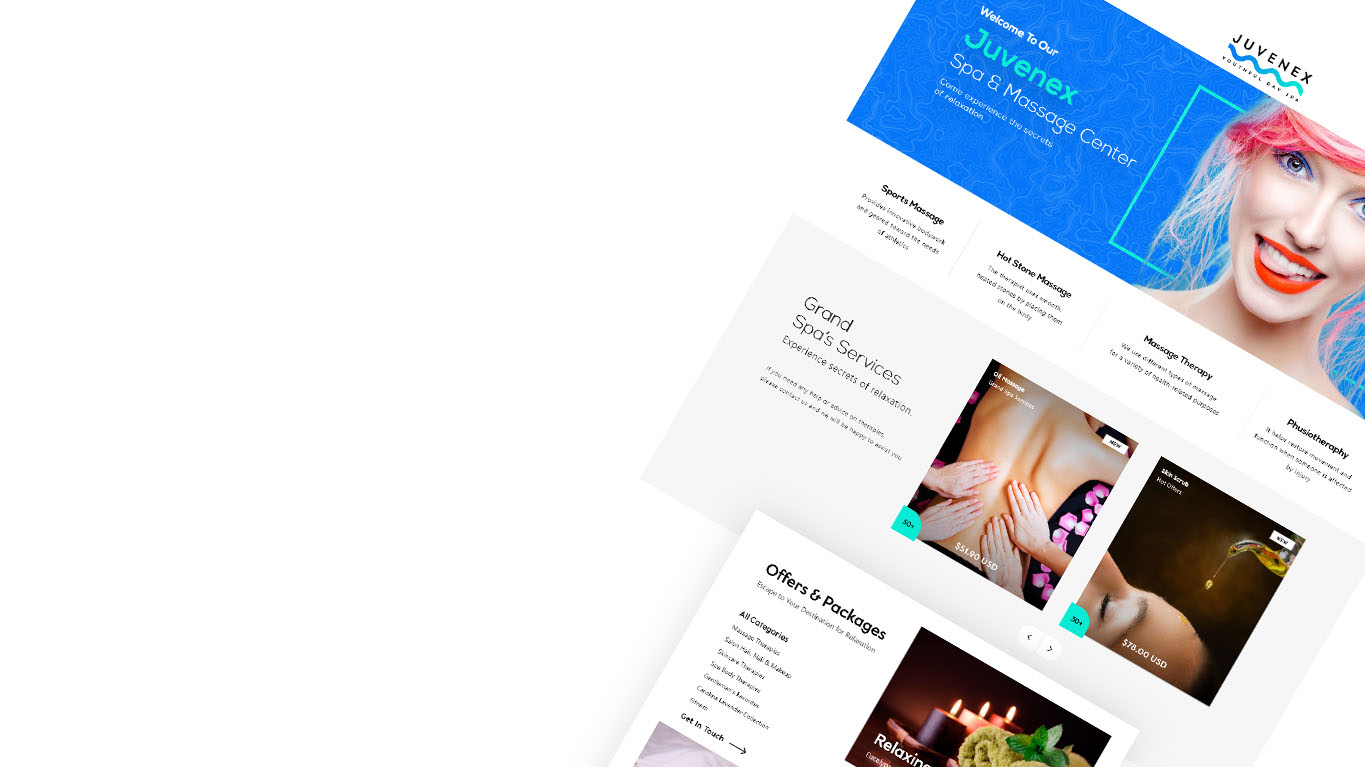 JUVENEX
YOUTHFUL DAY SPA
Welcome To Our
Juvenex
Spa & Massage Center
Come experience the secrets
of relaxation.
Sports Massage
Provides innovative bodywork
and geared toward the needs
of athletics
Hot Stone Massage
The therapist uses smooth,
heated stones by placing them
on the body
Massage Therapy
We use different types of massage
for a variety of health-related purposes
Phusiotheraphy
It helps restore movement and
function when someone is affected
by injury
Grand
Spa's Services
Experience secrets of relaxation.
If you need any help or advice on therapies,
please contact us and we will be happy to assist you
Oil Massage
Grand Spa Services
NEW
50+
$51.90 USD
Skin Scrub
Hot Offers
NEW
50+
$78.00 USD
Offers & Packages
Escape to Your Destination for Relaxation
All Categories
Massage Therapies
Salon Hair, Nail & Makeup
Skincare Therapies
Spa Body Therapies
Gentleman's Favorites
Carolina Lavender Collection
Fitness
Get In Touch
Relaxing